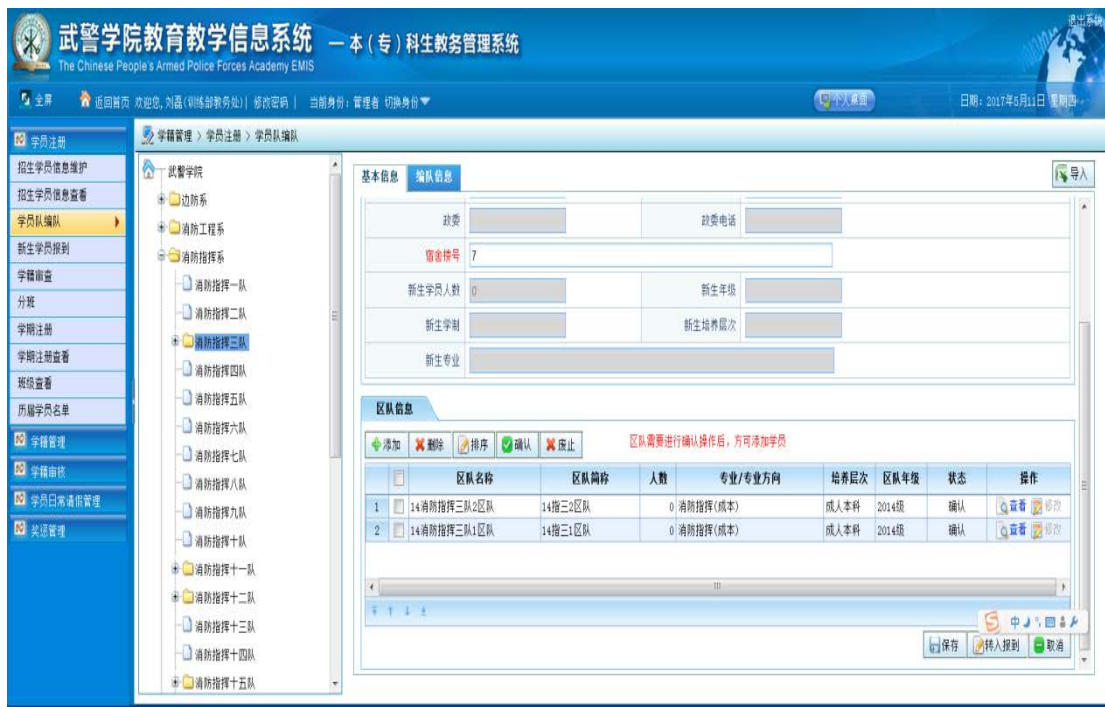 退出系统
武警学院教育教学信息系统 — 本(专)科生教务管理系统
The Chinese People's Armed Police Forces Academy EMIS
全屏 返回首页 欢迎您,刘磊(训练部教务处)| 修改密码 | 当前身份:管理者 切换身份 个人桌面 日期:2017年5月11日 星期四
学员注册
招生学员信息维护
招生学员信息查看
学员队编队
新生学员报到
学籍审查
分班
学期注册
学期注册查看
班级查看
历届学员名单
学籍管理
学籍审核
学员日常请假管理
奖惩管理
学籍管理 > 学员注册 > 学员队编队
武警学院
边防系
消防工程系
消防指挥系
消防指挥一队
消防指挥二队
消防指挥三队
消防指挥四队
消防指挥五队
消防指挥六队
消防指挥七队
消防指挥八队
消防指挥九队
消防指挥十队
消防指挥十一队
消防指挥十二队
消防指挥十三队
消防指挥十四队
消防指挥十五队
基本信息 编队信息 导入
政委 政委电话
宿舍楼号 7
新生学员人数 0 新生年级
新生学制 新生培养层次
新生专业
区队信息
添加 删除 排序 确认 废止 区队需要进行确认操作后,方可添加学员
区队名称 区队简称 人数 专业/专业方向 培养层次 区队年级 状态 操作
1 14消防指挥三队2区队 14指三2区队 0 消防指挥(成本) 成人本科 2014级 确认 查看 修改
2 14消防指挥三队1区队 14指三1区队 0 消防指挥(成本) 成人本科 2014级 确认 查看 修改
中
保存 转入报到 取消